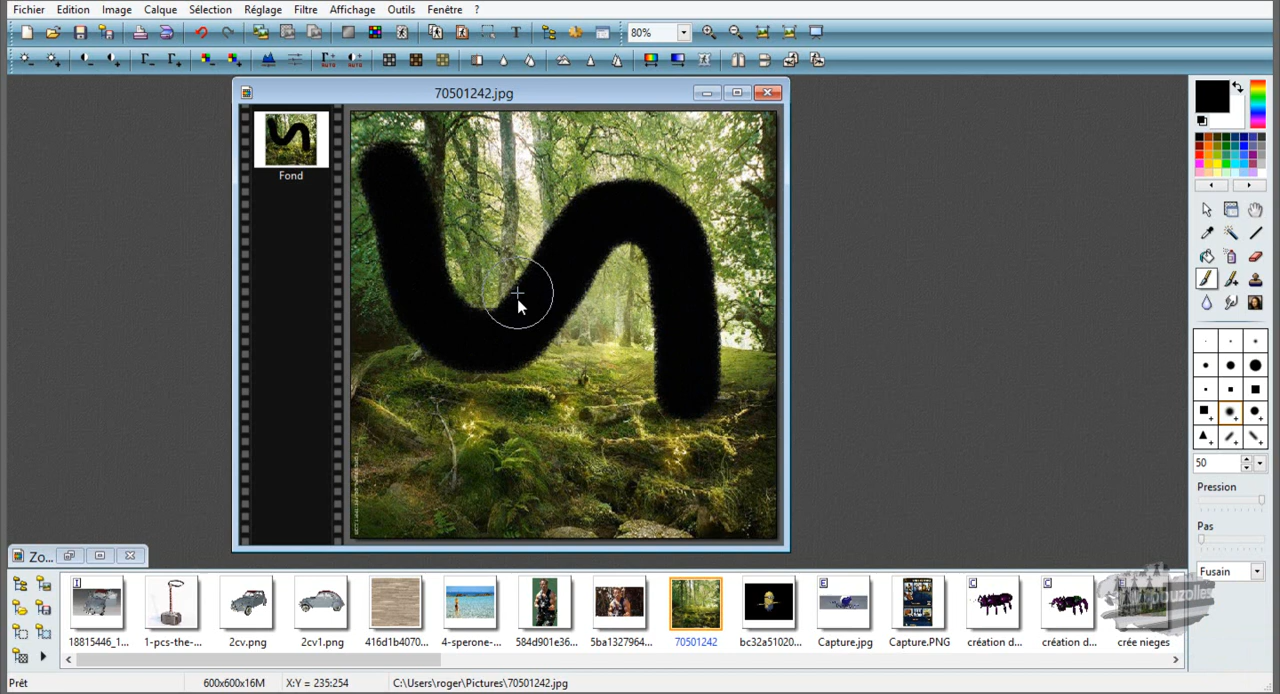 Fichier Edition Image Calque Sélection Réglage Filtre Affichage Outils Fenêtre ?
T 80%
AUTO AUTO
70501242.jpg
Fond
50
Pression
Pas
Fusain
Zo...
I E C C
18815446_1... 1-pcs-the-... 2cv.png 2cv1.png 416d1b4070... 4-sperone-... 584d901e36... 5ba1327964... 70501242 bc32a51020... Capture.jpg Capture.PNG création d... création d... crée nieges
Prêt 600x600x16M X:Y = 235:254 C:\Users\roger\Pictures\70501242.jpg